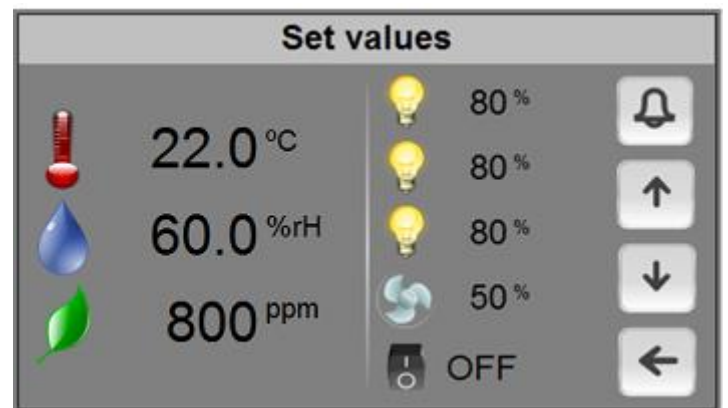 Set values
22.0 °C
60.0 %rH
800 ppm
80 %
80 %
80 %
50 %
OFF